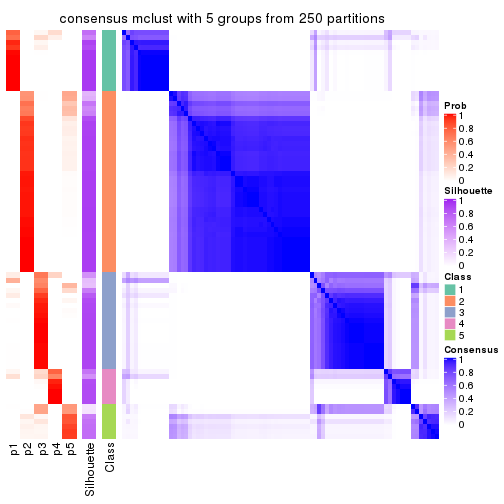 consensus mclust with 5 groups from 250 partitions
Prob
1
0.8
0.6
0.4
0.2
0
Silhouette
1
0.8
0.6
0.4
0.2
0
Class
1
2
3
4
5
Consensus
1
0.8
0.6
0.4
0.2
0
p1
p2
p3
p4
p5
Silhouette
Class